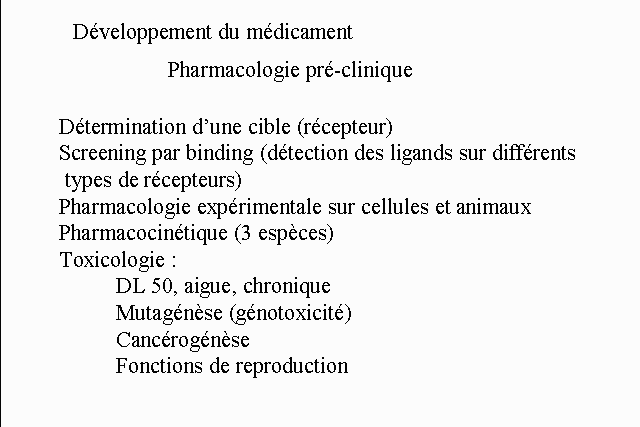 Développement du médicament
Pharmacologie pré-clinique
Détermination d’une cible (récepteur)
Screening par binding (détection des ligands sur différents
types de récepteurs)
Pharmacologie expérimentale sur cellules et animaux
Pharmacocinétique (3 espèces)
Toxicologie :
DL 50, aigue, chronique
Mutagénèse (génotoxicité)
Cancérogénèse
Fonctions de reproduction